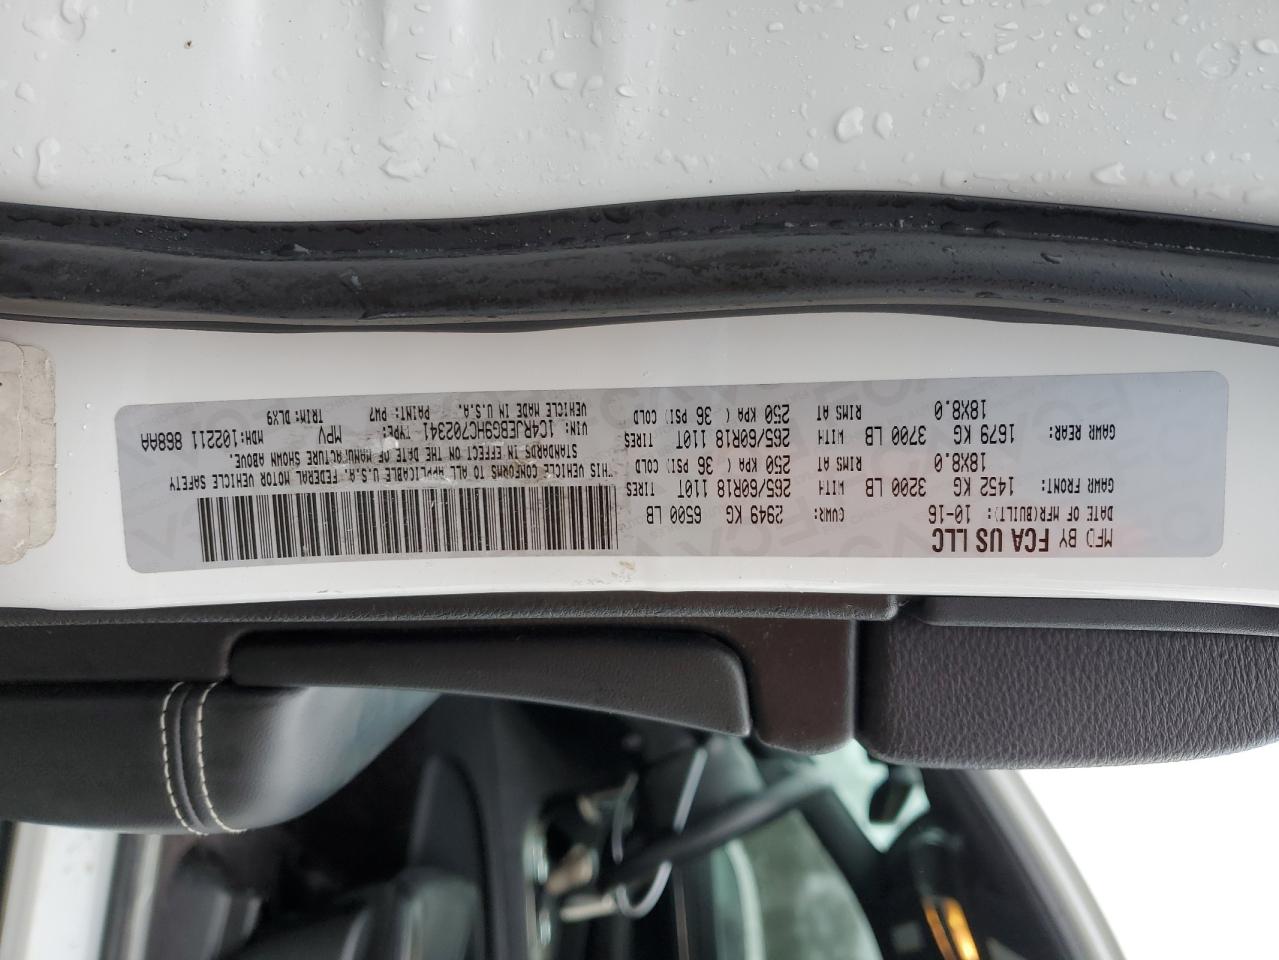 MFD BY FCA US LLC
DATE OF MFR(BUILT): 10-16 GVWR: 2949 KG 6500 LB
GAWR FRONT: 1452 KG 3200 LB WITH 265/60R18 110T TIRES
18X8.0 RIMS AT 250 KPA ( 36 PSI) COLD
GAWR REAR: 1679 KG 3700 LB WITH 265/60R18 110T TIRES
18X8.0 RIMS AT 250 KPA ( 36 PSI) COLD
THIS VEHICLE CONFORMS TO ALL APPLICABLE U.S.A. FEDERAL MOTOR VEHICLE SAFETY
STANDARDS IN EFFECT ON THE DATE OF MANUFACTURE SHOWN ABOVE.
VIN: 1C4RJEBG9HC702341 TYPE: MPV MDH: 102211 868AA
VEHICLE MADE IN U.S.A. PAINT: PW7 TRIM: DLX9